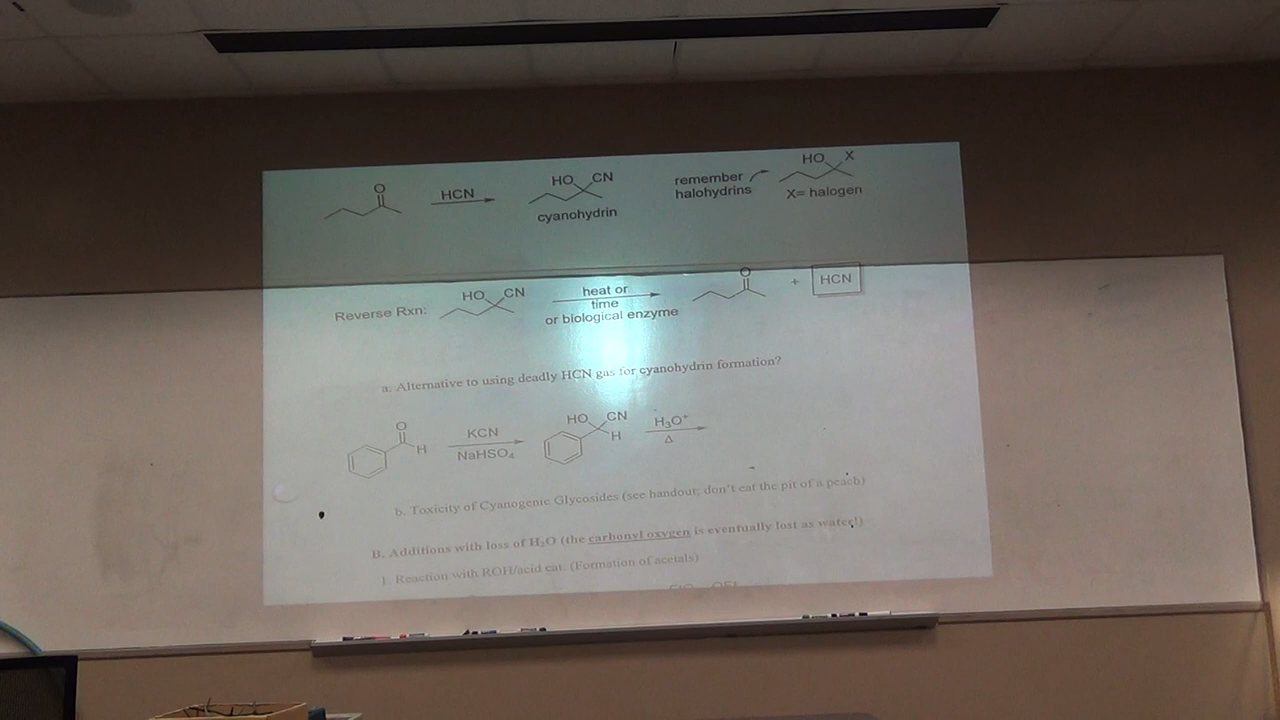 O HCN HO CN remember halohydrins HO X
cyanohydrin X= halogen
Reverse Rxn: HO CN heat or time or biological enzyme O + HCN
a. Alternative to using deadly HCN gas for cyanohydrin formation?
O H KCN NaHSO₄ HO CN H H₃O⁺ Δ
b. Toxicity of Cyanogenic Glycosides (see handout; don't eat the pit of a peach)
B. Additions with loss of H₂O (the carbonyl oxygen is eventually lost as water!)
1. Reaction with ROH/acid cat. (Formation of acetals)